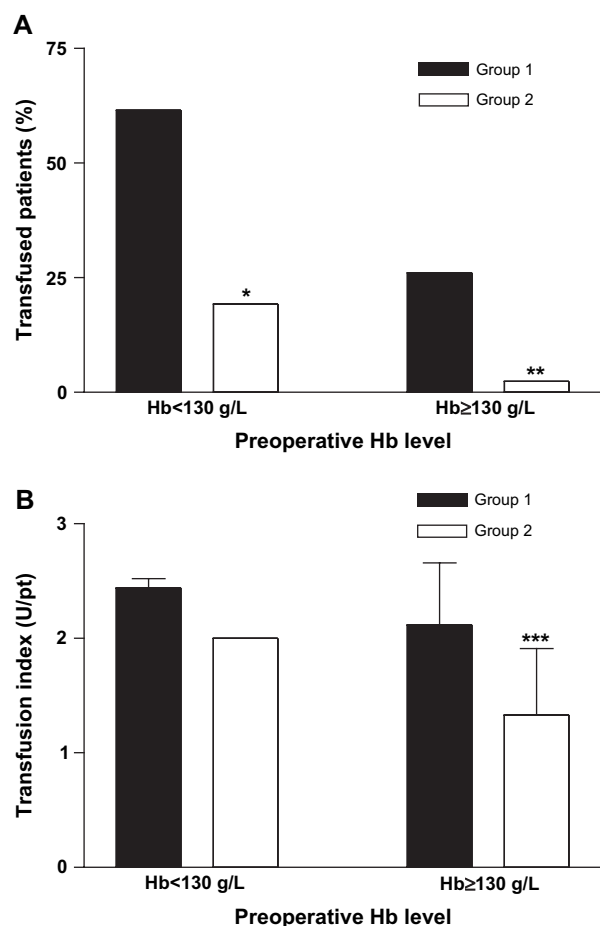 A
75
50
25
0
Transfused patients (%)
Group 1
Group 2
*
**
Hb<130 g/L Hb≥130 g/L
Preoperative Hb level
B
3
2
1
0
Transfusion index (U/pt)
Group 1
Group 2
***
Hb<130 g/L Hb≥130 g/L
Preoperative Hb level